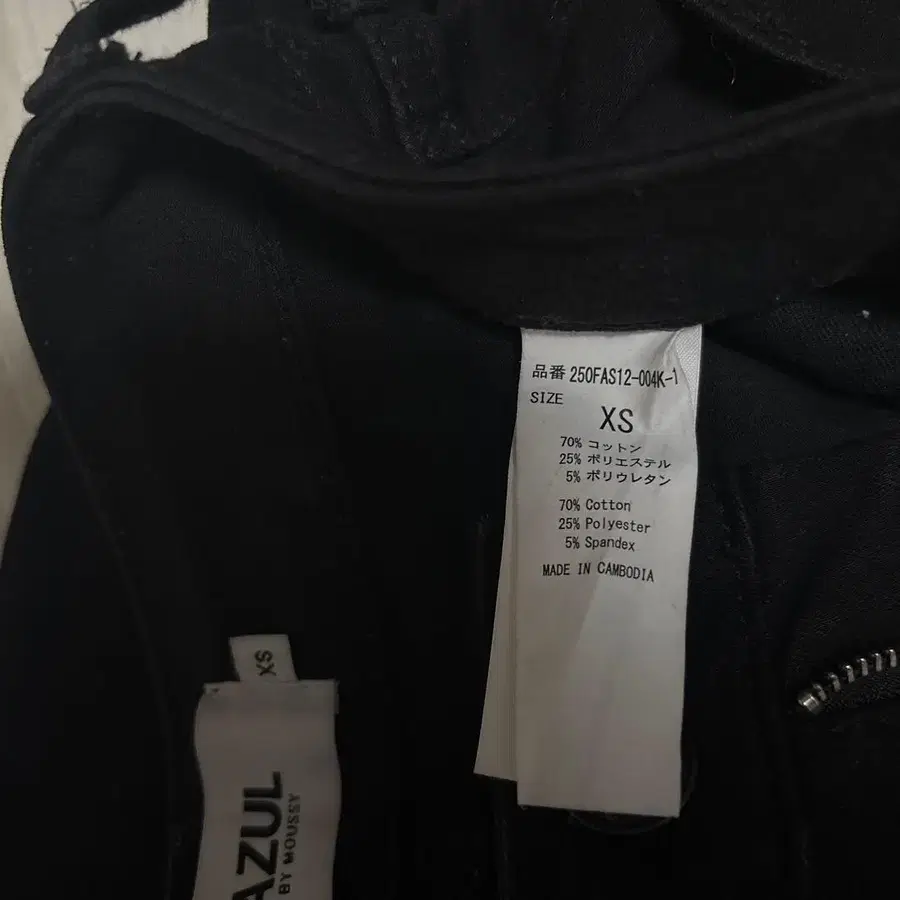 品番 250FAS12-004K-1
SIZE
XS
70% コットン
25% ポリエステル
5% ポリウレタン
70% Cotton
25% Polyester
5% Spandex
MADE IN CAMBODIA
XS
AZUL
BY MOUSSY